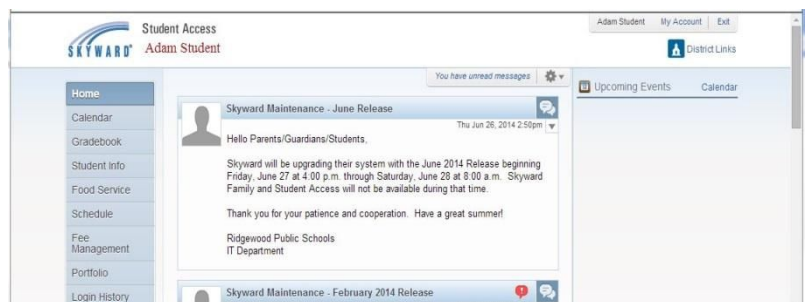 Student Access
Adam Student
SKYWARD
Adam Student My Account Exit
District Links
You have unread messages
Home
Calendar
Gradebook
Student Info
Food Service
Schedule
Fee
Management
Portfolio
Login History
Skyward Maintenance - June Release
Thu Jun 26, 2014 2:50pm
Hello Parents/Guardians/Students,
Skyward will be upgrading their system with the June 2014 Release beginning
Friday, June 27 at 4:00 p.m. through Saturday, June 28 at 8:00 a.m. Skyward
Family and Student Access will not be available during that time.
Thank you for your patience and cooperation. Have a great summer!
Ridgewood Public Schools
IT Department
Skyward Maintenance - February 2014 Release
Upcoming Events Calendar